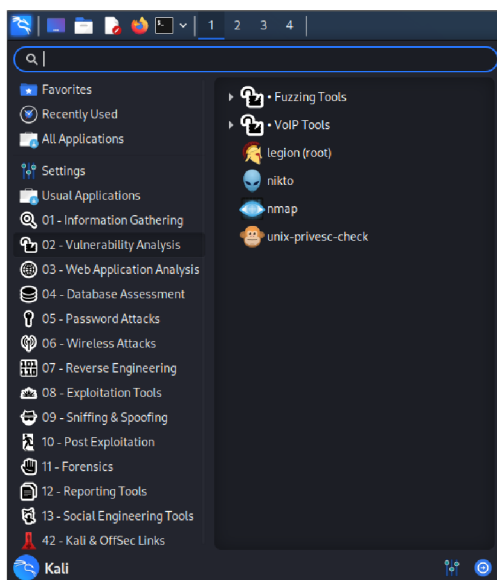 1 2 3 4
Favorites
Recently Used
All Applications
Settings
Usual Applications
01 - Information Gathering
02 - Vulnerability Analysis
03 - Web Application Analysis
04 - Database Assessment
05 - Password Attacks
06 - Wireless Attacks
07 - Reverse Engineering
08 - Exploitation Tools
09 - Sniffing & Spoofing
10 - Post Exploitation
11 - Forensics
12 - Reporting Tools
13 - Social Engineering Tools
42 - Kali & OffSec Links
• Fuzzing Tools
• VoIP Tools
legion (root)
nikto
nmap
unix-privesc-check
Kali